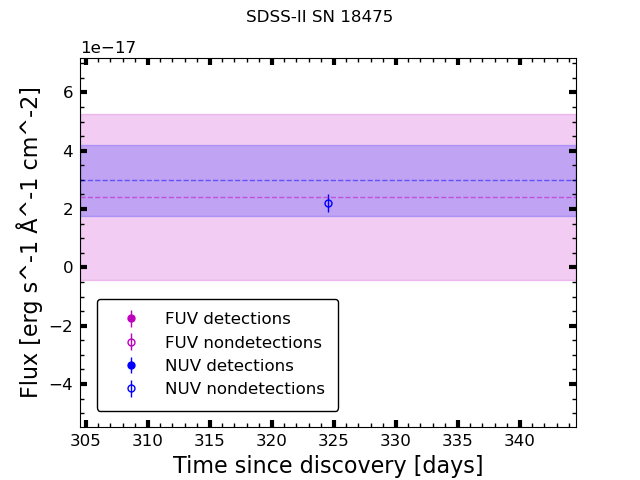 SDSS-II SN 18475
1e−17
Flux [erg s^-1 Å^-1 cm^-2]
6
4
2
0
−2
−4
FUV detections
FUV nondetections
NUV detections
NUV nondetections
305 310 315 320 325 330 335 340
Time since discovery [days]